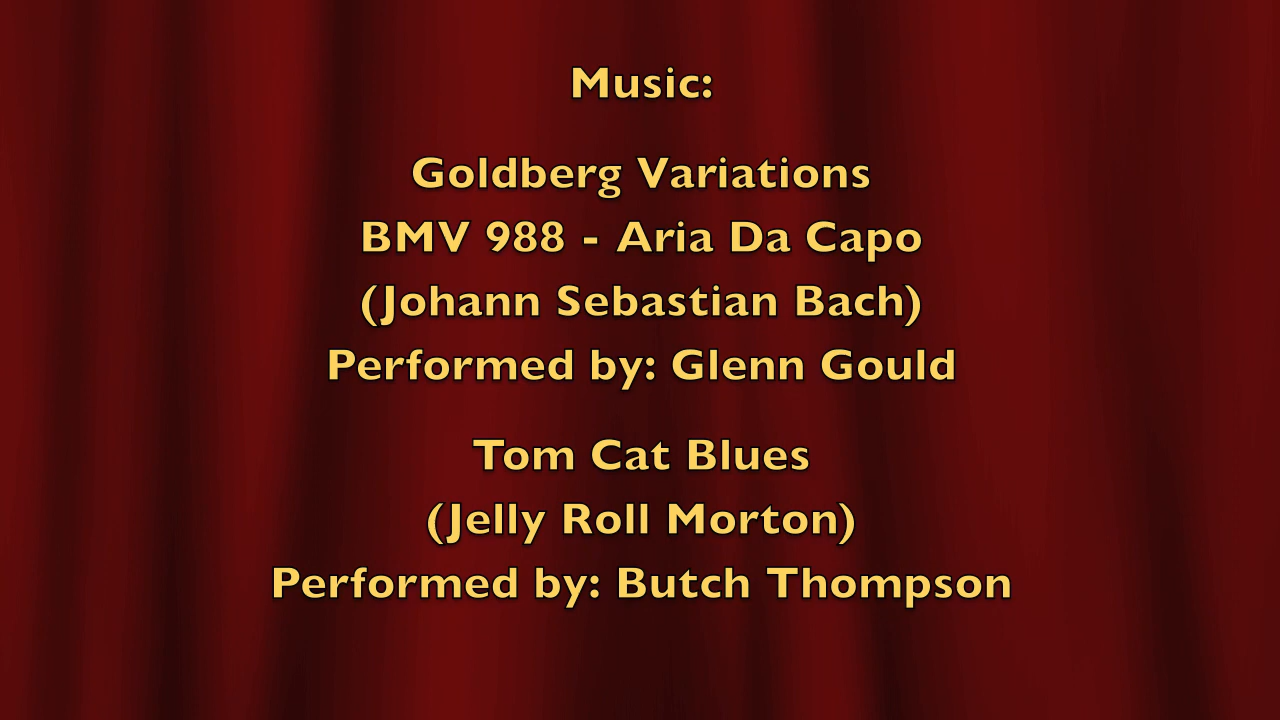 Music:
Goldberg Variations
BMV 988 - Aria Da Capo
(Johann Sebastian Bach)
Performed by: Glenn Gould
Tom Cat Blues
(Jelly Roll Morton)
Performed by: Butch Thompson